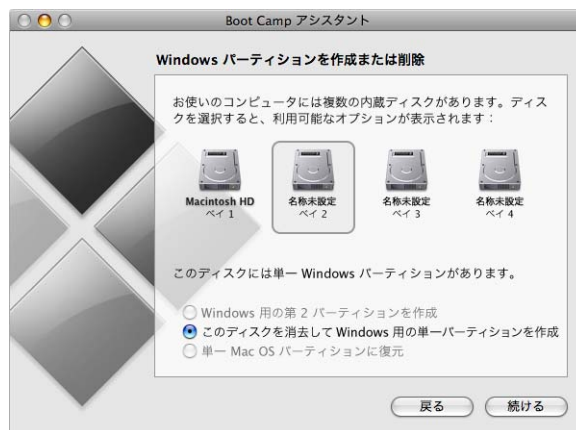 Boot Camp アシスタント
Windows パーティションを作成または削除
お使いのコンピュータには複数の内蔵ディスクがあります。ディス
クを選択すると、利用可能なオプションが表示されます：
Macintosh HD
ベイ 1
名称未設定
ベイ 2
名称未設定
ベイ 3
名称未設定
ベイ 4
このディスクには単一 Windows パーティションがあります。
Windows 用の第 2 パーティションを作成
このディスクを消去して Windows 用の単一パーティションを作成
単一 Mac OS パーティションに復元
戻る
続ける